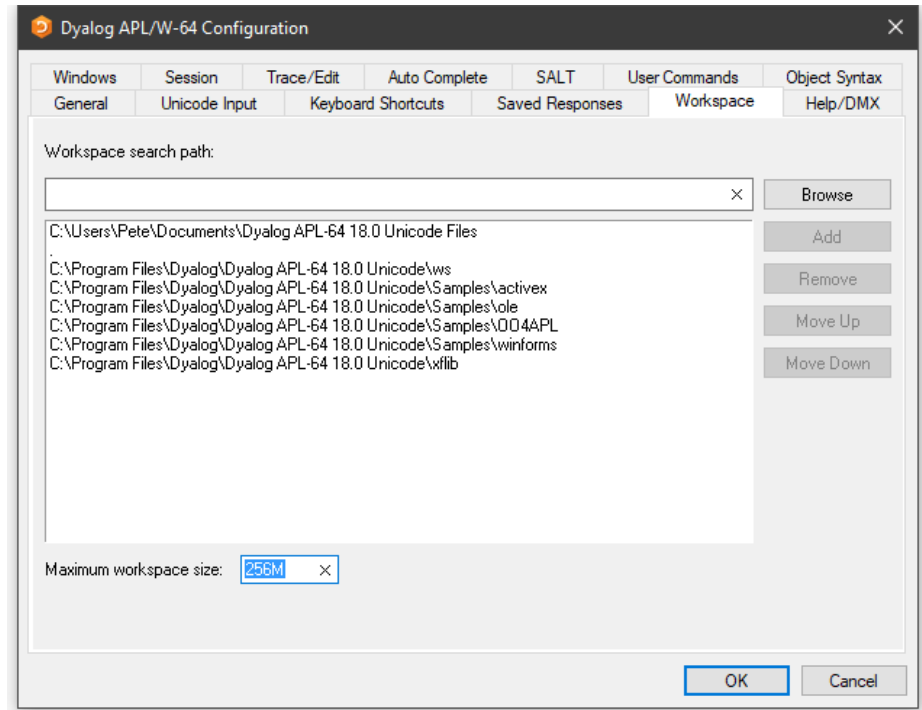 Dyalog APL/W-64 Configuration
Windows Session Trace/Edit Auto Complete SALT User Commands Object Syntax
General Unicode Input Keyboard Shortcuts Saved Responses Workspace Help/DMX
Workspace search path:
Browse
C:\Users\Pete\Documents\Dyalog APL-64 18.0 Unicode Files
Add
.
C:\Program Files\Dyalog\Dyalog APL-64 18.0 Unicode\ws
C:\Program Files\Dyalog\Dyalog APL-64 18.0 Unicode\Samples\activex
Remove
C:\Program Files\Dyalog\Dyalog APL-64 18.0 Unicode\Samples\ole
C:\Program Files\Dyalog\Dyalog APL-64 18.0 Unicode\Samples\OO4APL
Move Up
C:\Program Files\Dyalog\Dyalog APL-64 18.0 Unicode\Samples\winforms
C:\Program Files\Dyalog\Dyalog APL-64 18.0 Unicode\xflib
Move Down
Maximum workspace size: 256M
OK Cancel